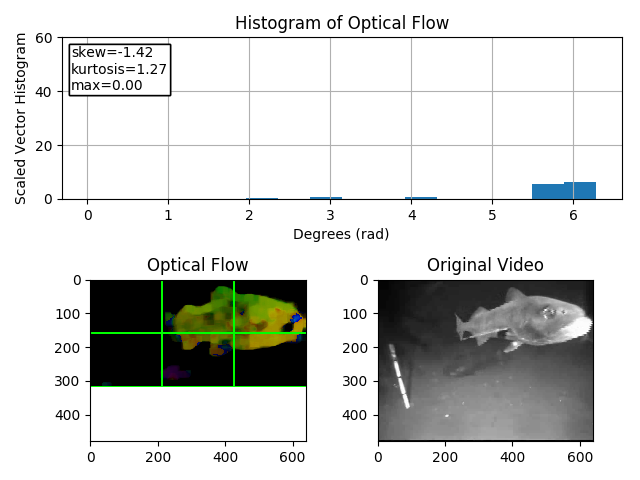 Histogram of Optical Flow
skew=-1.42
kurtosis=1.27
max=0.00
Scaled Vector Histogram
60
40
20
0
0 1 2 3 4 5 6
Degrees (rad)
Optical Flow
0
100
200
300
400
0 200 400 600
Original Video
0
100
200
300
400
0 200 400 600